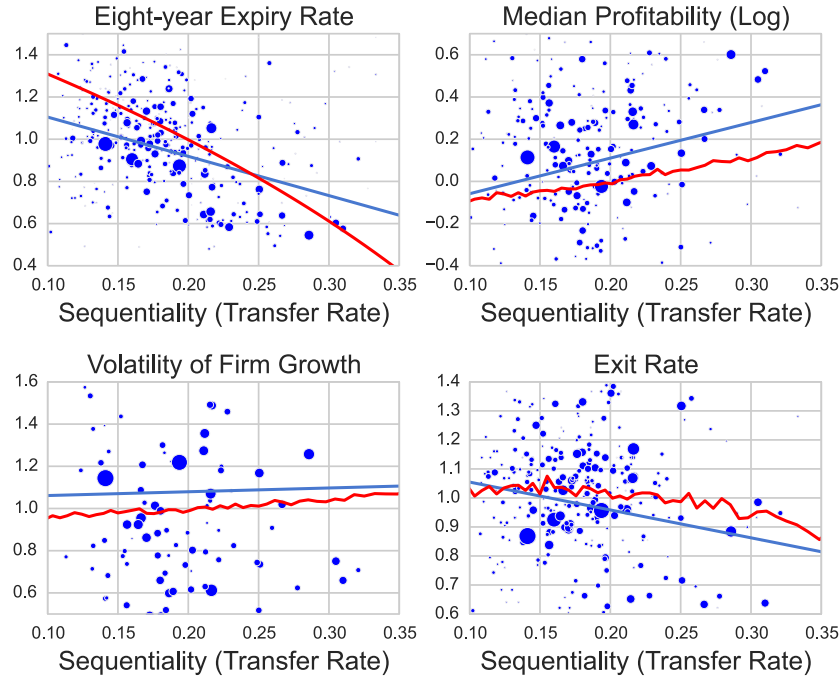 Eight-year Expiry Rate
1.4
1.2
1.0
0.8
0.6
0.4
0.10 0.15 0.20 0.25 0.30 0.35
Sequentiality (Transfer Rate)
Median Profitability (Log)
0.6
0.4
0.2
0.0
−0.2
−0.4
0.10 0.15 0.20 0.25 0.30 0.35
Sequentiality (Transfer Rate)
Volatility of Firm Growth
1.6
1.4
1.2
1.0
0.8
0.6
0.10 0.15 0.20 0.25 0.30 0.35
Sequentiality (Transfer Rate)
Exit Rate
1.4
1.3
1.2
1.1
1.0
0.9
0.8
0.7
0.6
0.10 0.15 0.20 0.25 0.30 0.35
Sequentiality (Transfer Rate)